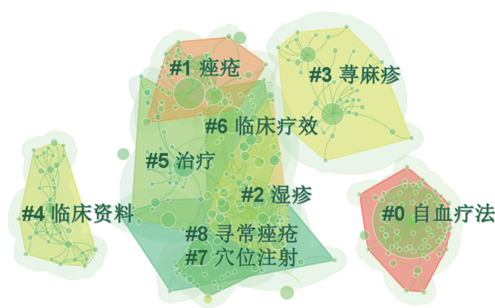 #1 痤疮
#3 荨麻疹
#6 临床疗效
#5 治疗
#2 湿疹
#4 临床资料
#0 自血疗法
#8 寻常痤疮
#7 穴位注射